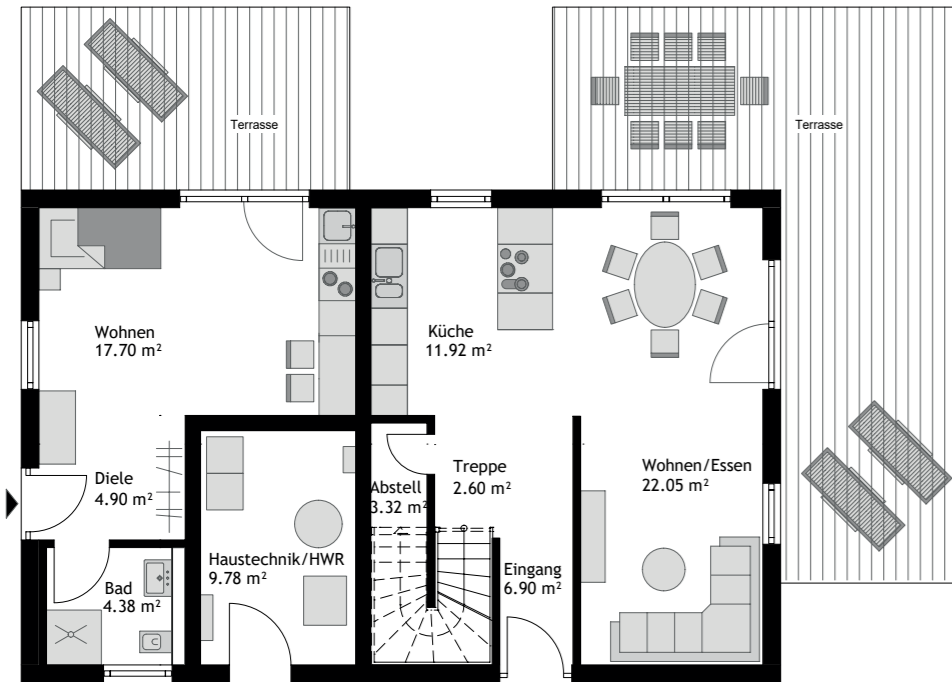 Terrasse
Terrasse
Wohnen
17.70 m²
Küche
11.92 m²
Diele
4.90 m²
Abstell
3.32 m²
Treppe
2.60 m²
Wohnen/Essen
22.05 m²
Haustechnik/HWR
9.78 m²
Bad
4.38 m²
Eingang
6.90 m²